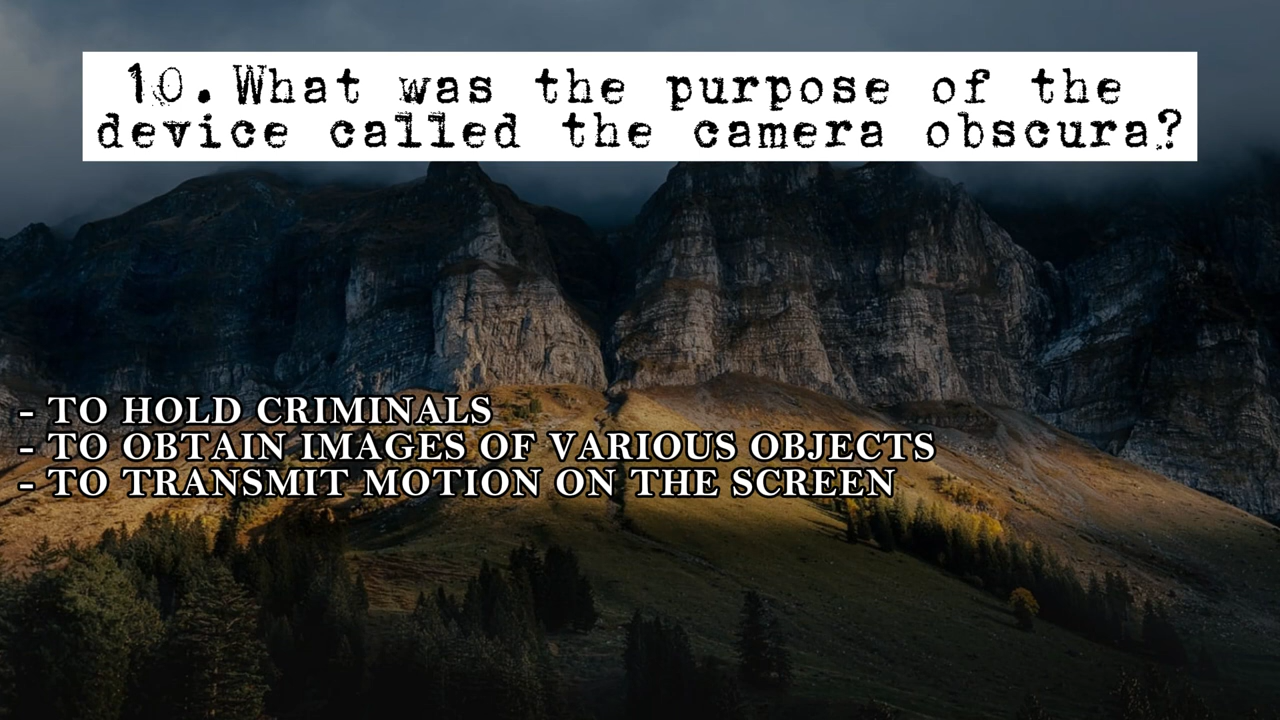 10. What was the purpose of the
device called the camera obscura?
- TO HOLD CRIMINALS
- TO OBTAIN IMAGES OF VARIOUS OBJECTS
- TO TRANSMIT MOTION ON THE SCREEN